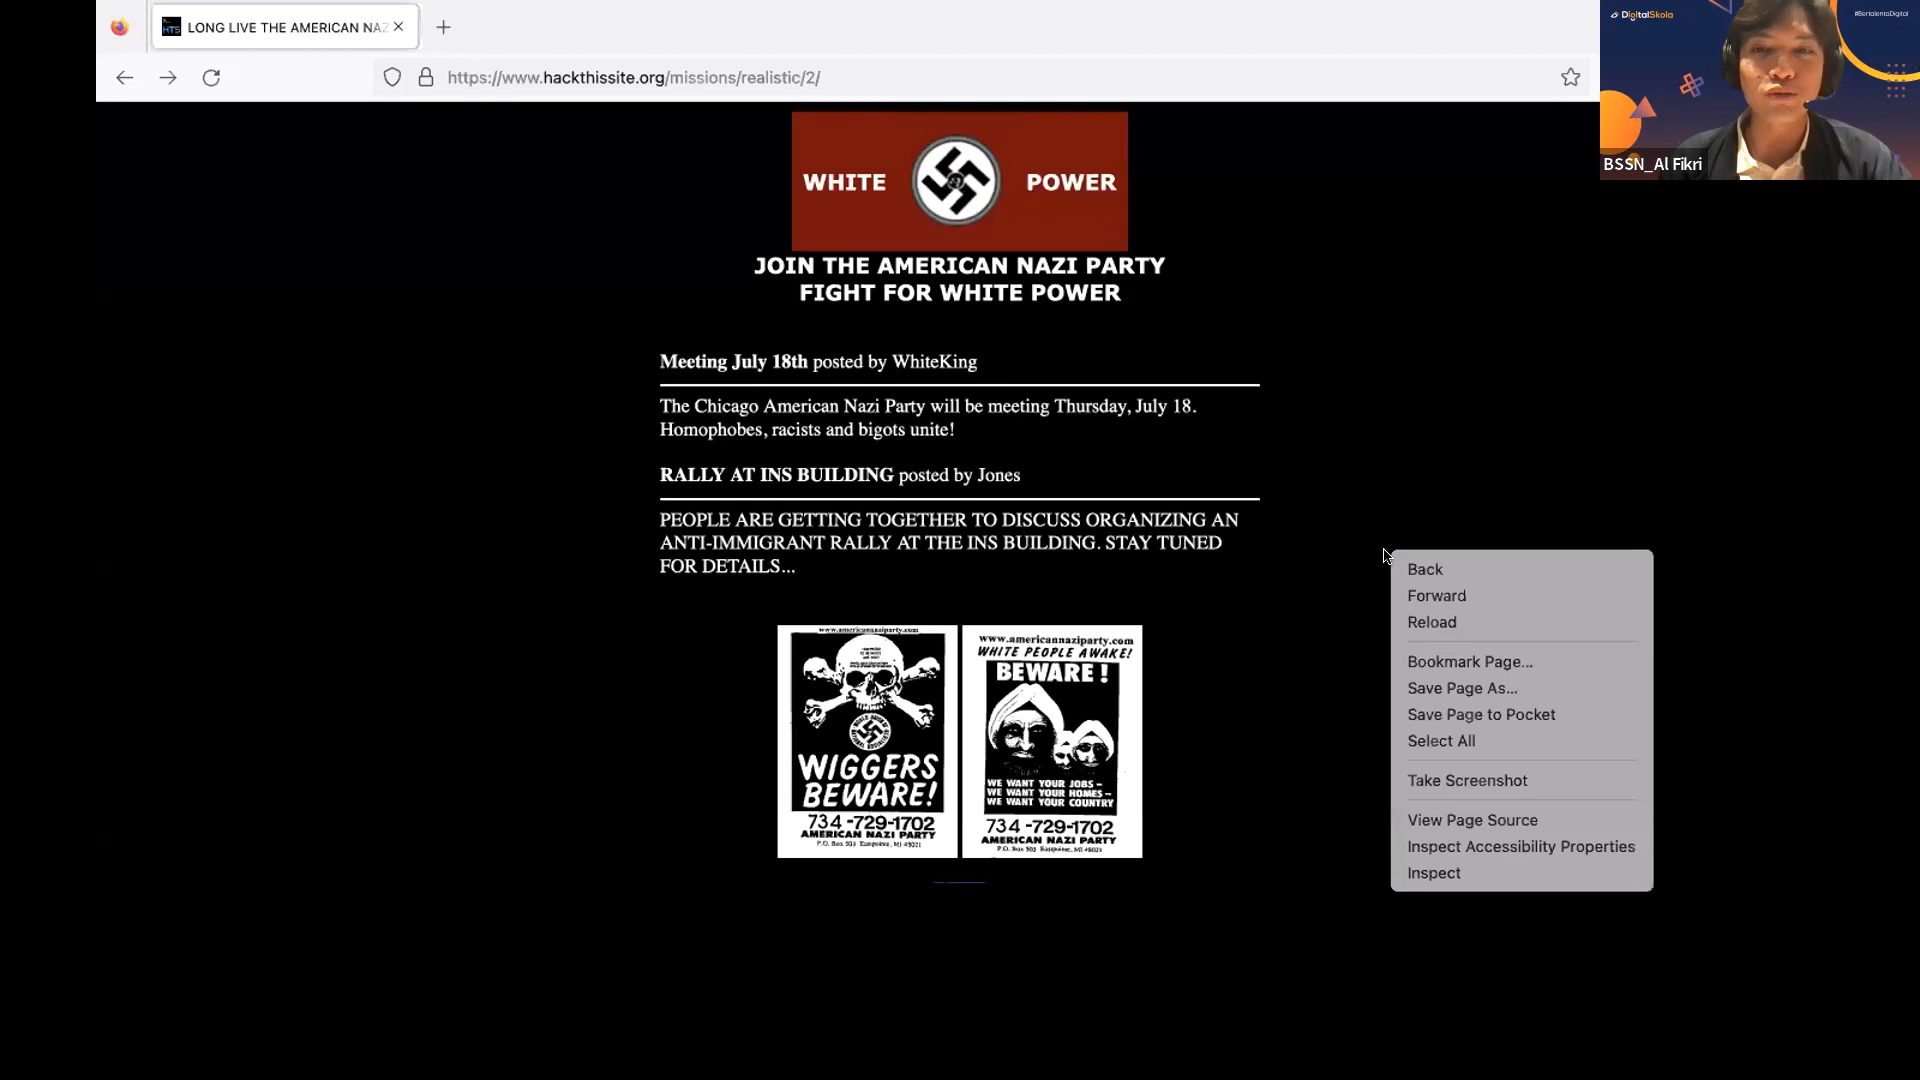 LONG LIVE THE AMERICAN NAZ
https://www.hackthissite.org/missions/realistic/2/
DigitalSkola
#BertalentaDigital
BSSN_Al Fikri
WHITE POWER
JOIN THE AMERICAN NAZI PARTY
FIGHT FOR WHITE POWER
Meeting July 18th posted by WhiteKing
The Chicago American Nazi Party will be meeting Thursday, July 18.
Homophobes, racists and bigots unite!
RALLY AT INS BUILDING posted by Jones
PEOPLE ARE GETTING TOGETHER TO DISCUSS ORGANIZING AN
ANTI-IMMIGRANT RALLY AT THE INS BUILDING. STAY TUNED
FOR DETAILS...
www.americannaziparty.com
WIGGERS
BEWARE!
734-729-1702
AMERICAN NAZI PARTY
www.americannaziparty.com
WHITE PEOPLE AWAKE!
BEWARE!
WE WANT YOUR JOBS-
WE WANT YOUR HOMES-
WE WANT YOUR COUNTRY
734-729-1702
AMERICAN NAZI PARTY
Back
Forward
Reload
Bookmark Page...
Save Page As...
Save Page to Pocket
Select All
Take Screenshot
View Page Source
Inspect Accessibility Properties
Inspect